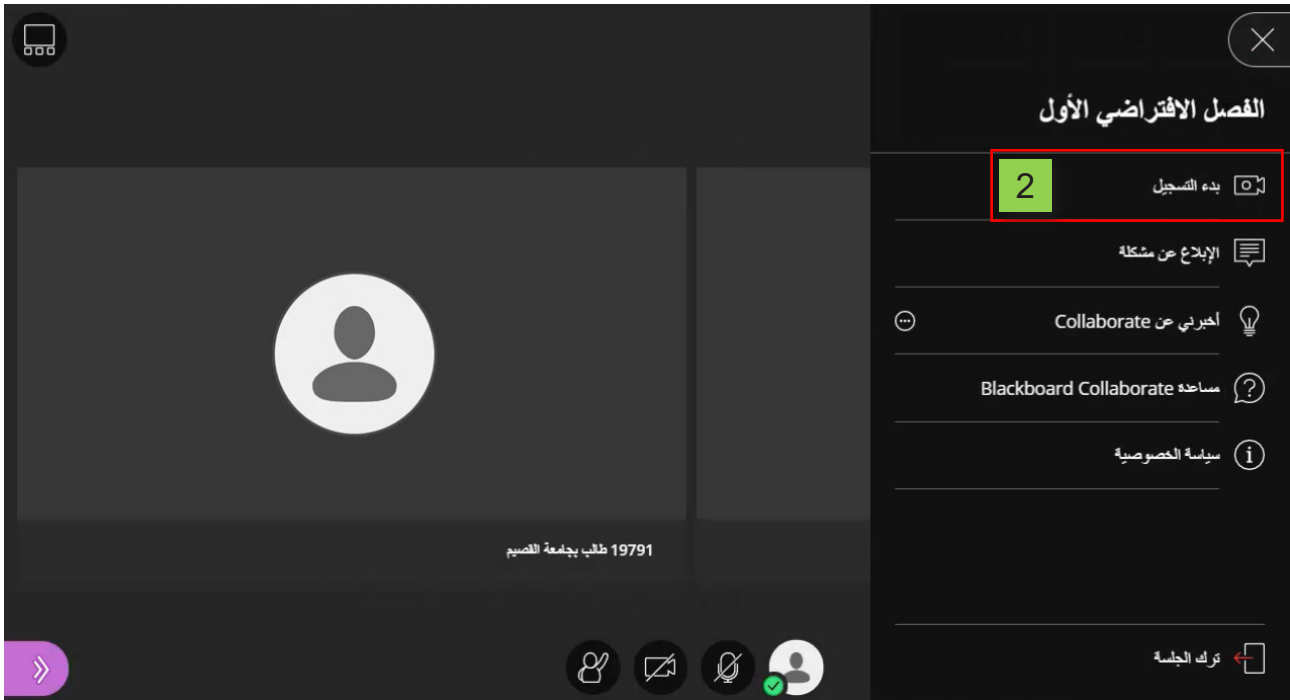 الفصل الافتراضي الأول
2
بدء التسجيل
الإبلاغ عن مشكلة
أخبرني عن Collaborate
مساعدة Blackboard Collaborate
سياسة الخصوصية
19791 طالب بجامعة القصيم
ترك الجلسة